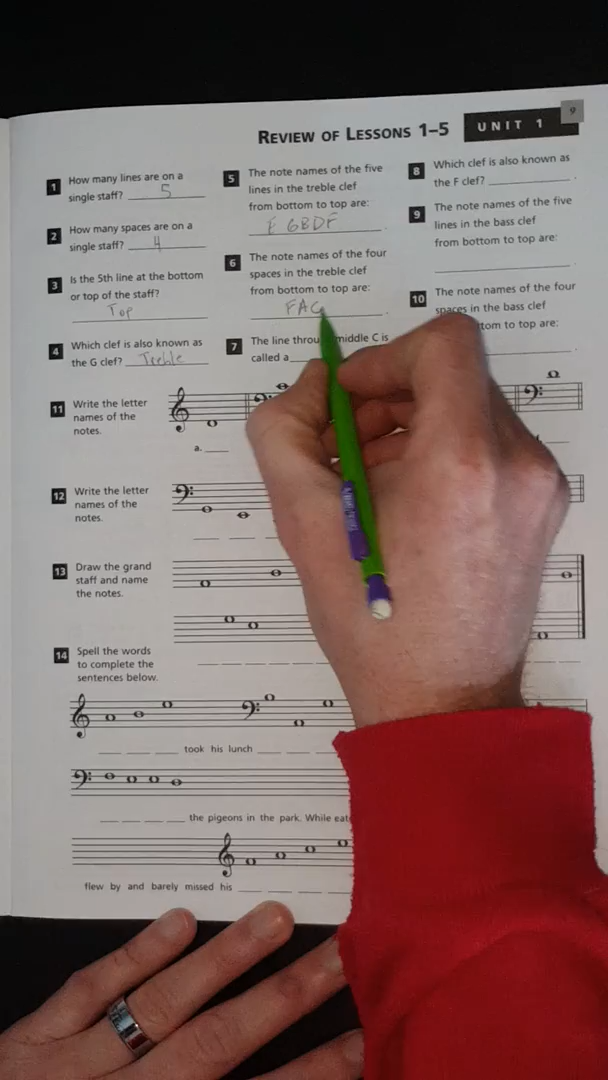 9
REVIEW OF LESSONS 1–5 UNIT 1
1 How many lines are on a
single staff? 5
2 How many spaces are on a
single staff? 4
3 Is the 5th line at the bottom
or top of the staff?
Top
4 Which clef is also known as
the G clef? Treble
5 The note names of the five
lines in the treble clef
from bottom to top are:
E GBDF
6 The note names of the four
spaces in the treble clef
from bottom to top are:
FAC
7 The line through middle C is
called a
8 Which clef is also known as
the F clef?
9 The note names of the five
lines in the bass clef
from bottom to top are:
10 The note names of the four
spaces in the bass clef
bottom to top are:
11 Write the letter
names of the
notes.
a.
12 Write the letter
names of the
notes.
13 Draw the grand
staff and name
the notes.
14 Spell the words
to complete the
sentences below.
took his lunch
the pigeons in the park. While eat
flew by and barely missed his